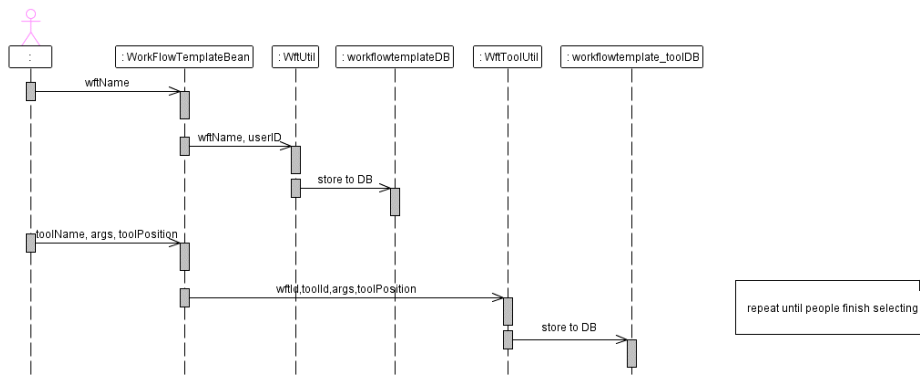 :
: WorkFlowTemplateBean
: WftUtil
: workflowtemplateDB
: WftToolUtil
: workflowtemplate_toolDB
wftName
wftName, userID
store to DB
toolName, args, toolPosition
wftId,toolId,args,toolPosition
repeat until people finish selecting
store to DB